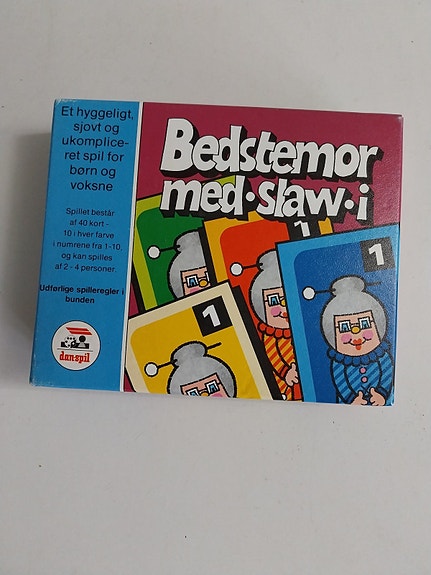 Et hyggeligt,
sjovt og
ukomplice-
ret spil for
børn og
voksne
Spillet består
af 40 kort -
10 i hver farve
i numrene fra 1-10,
og kan spilles
af 2 - 4 personer.
Udførlige spilleregler i
bunden
dan-spil
Bedstemor
med·slaw·i
1
1
1